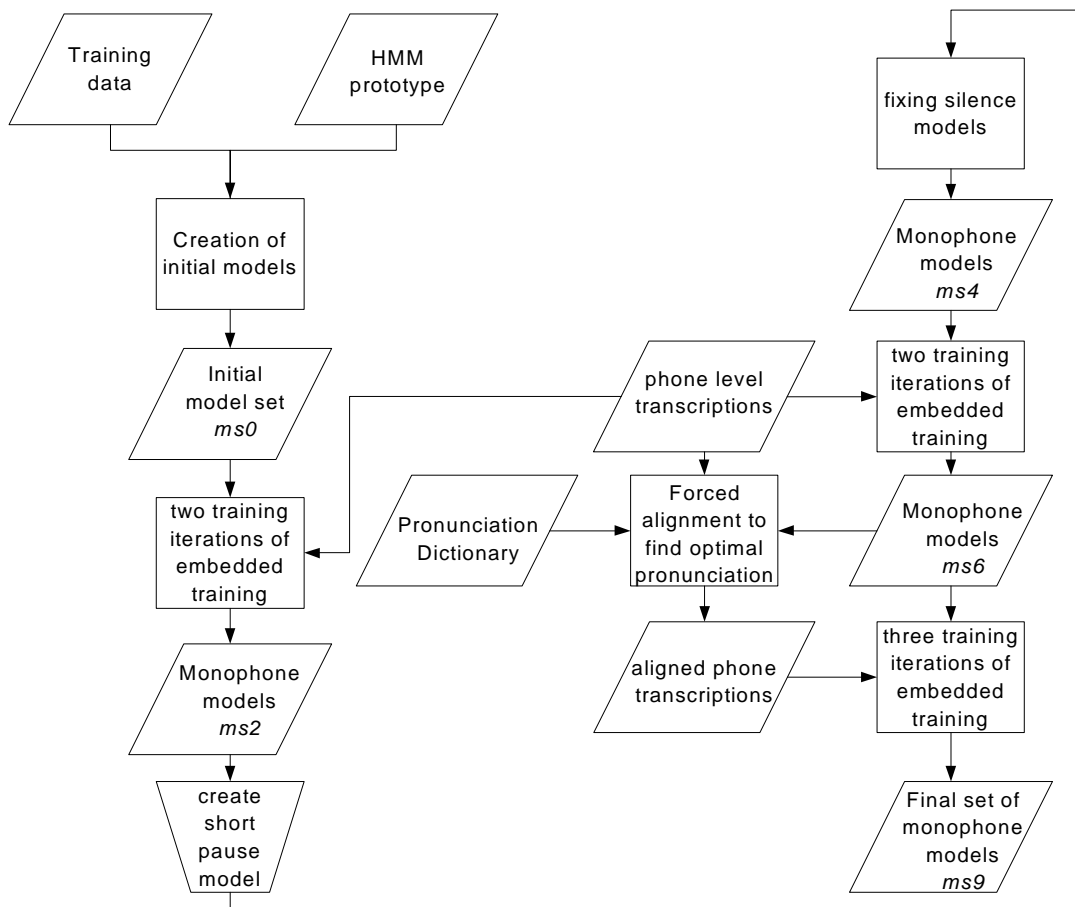 Training
data
HMM
prototype
Creation of
initial models
Initial
model set
ms0
two training
iterations of
embedded
training
Monophone
models
ms2
create
short
pause
model
phone level
transcriptions
Pronunciation
Dictionary
Forced
alignment to
find optimal
pronunciation
aligned phone
transcriptions
fixing silence
models
Monophone
models
ms4
two training
iterations of
embedded
training
Monophone
models
ms6
three training
iterations of
embedded
training
Final set of
monophone
models
ms9